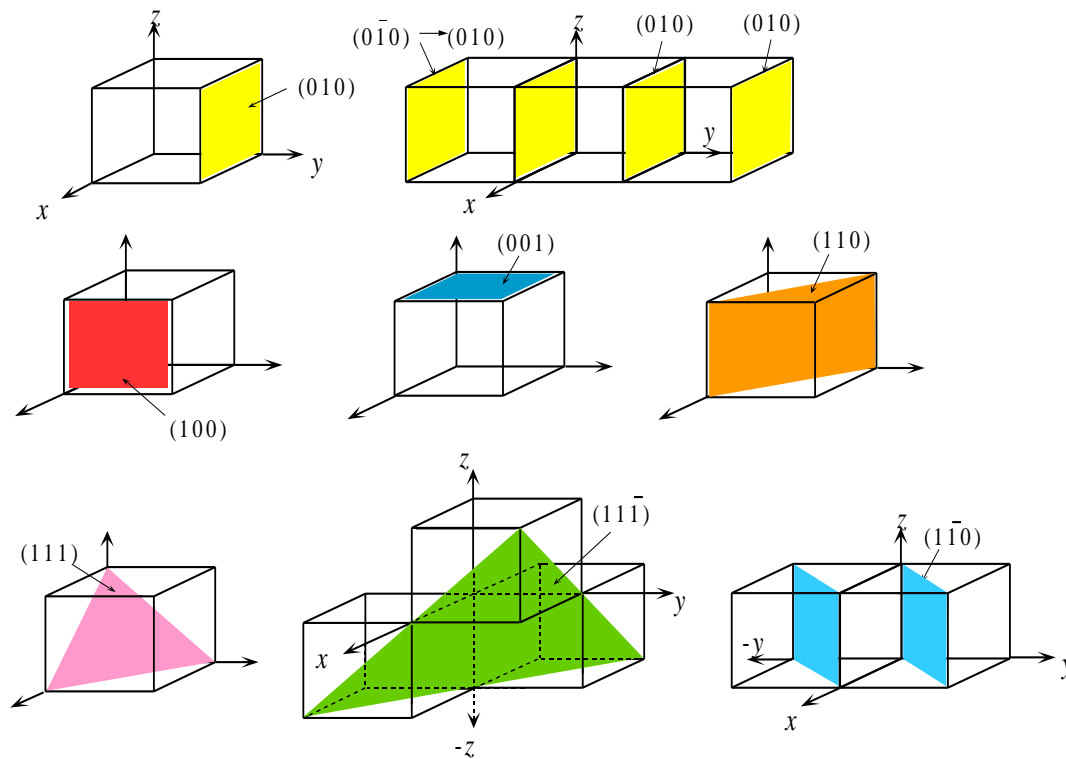 z
(010)
y
x
(01̄0) → (010)
z
(010)
(010)
y
x
(100)
(001)
(110)
(111)
z
(111̄)
y
x
-z
z
(11̄0)
-y
y
x